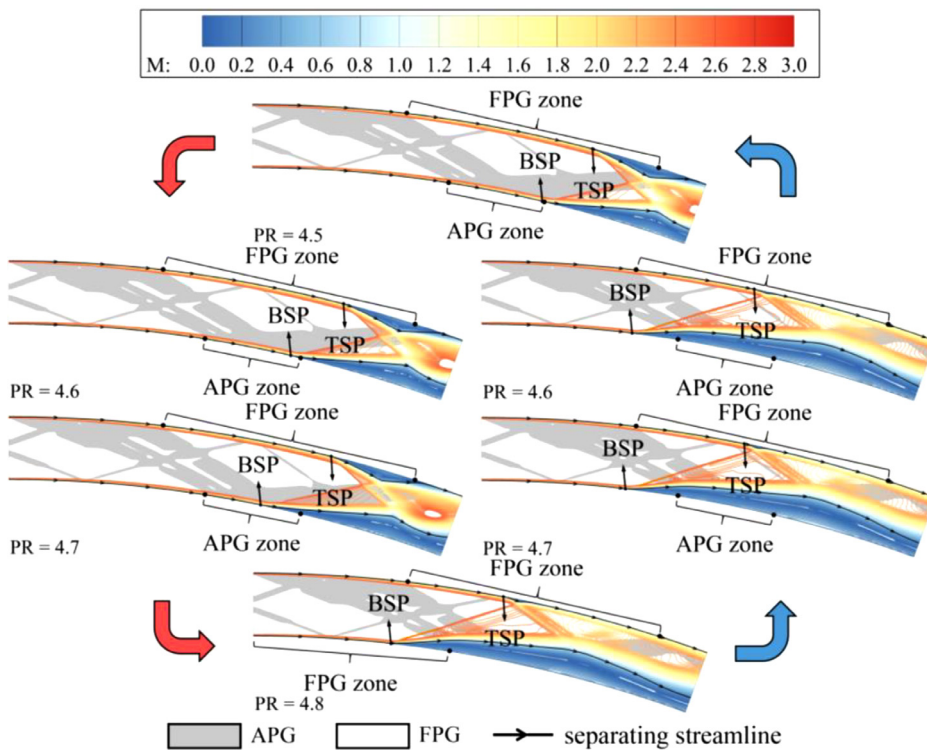 M: 0.0 0.2 0.4 0.6 0.8 1.0 1.2 1.4 1.6 1.8 2.0 2.2 2.4 2.6 2.8 3.0
FPG zone
BSP
TSP
APG zone
PR = 4.5
FPG zone
BSP
TSP
APG zone
PR = 4.6
FPG zone
BSP
TSP
APG zone
PR = 4.6
FPG zone
BSP
TSP
APG zone
PR = 4.7
FPG zone
BSP
TSP
APG zone
PR = 4.7
FPG zone
BSP
TSP
FPG zone
PR = 4.8
APG FPG separating streamline